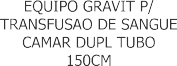 EQUIPO GRAVIT P/
TRANSFUSAO DE SANGUE
CAMAR DUPL TUBO
150CM